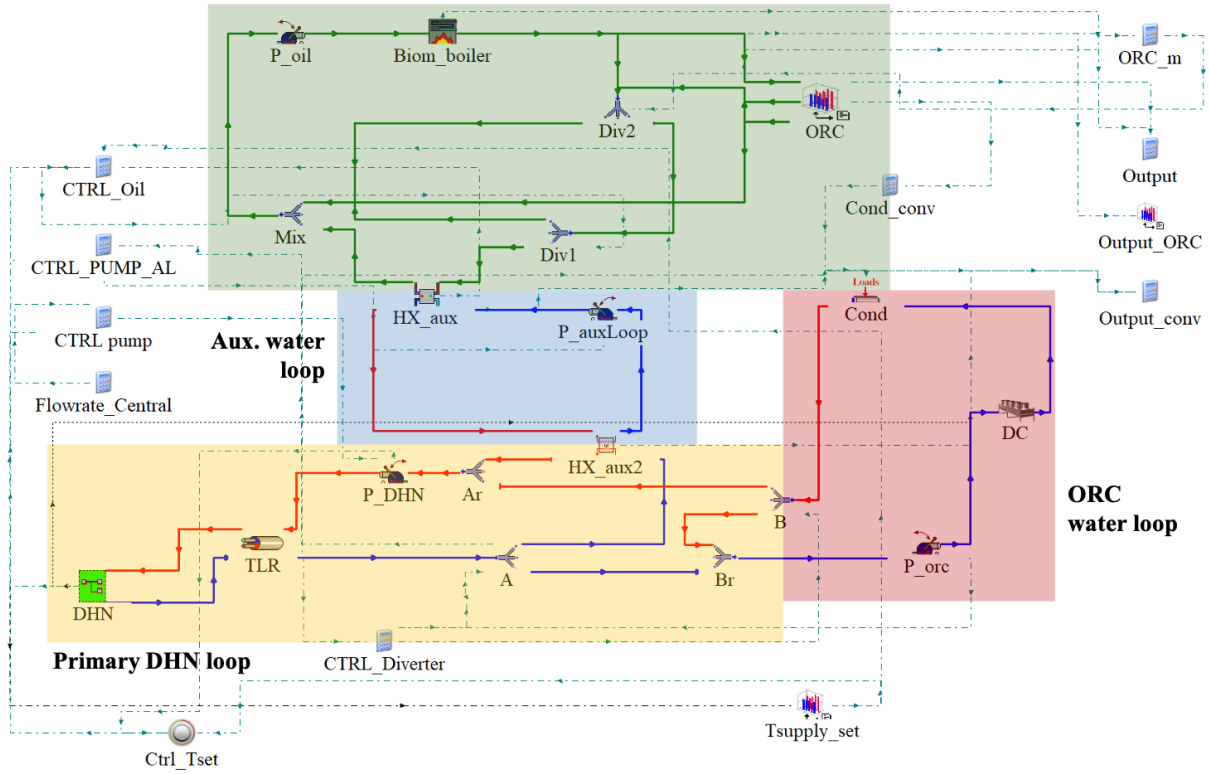 P_oil
Biom_boiler
ORC_m
Div2
ORC
CTRL_Oil
Output
Mix
Div1
Cond_conv
Output_ORC
CTRL_PUMP_AL
Loads
HX_aux
P_auxLoop
Cond
Output_conv
CTRL pump
Aux. water
loop
Flowrate_Central
DC
HX_aux2
P_DHN
Ar
B
ORC
water loop
TLR
A
Br
P_orc
DHN
Primary DHN loop
CTRL_Diverter
Tsupply_set
Ctrl_Tset